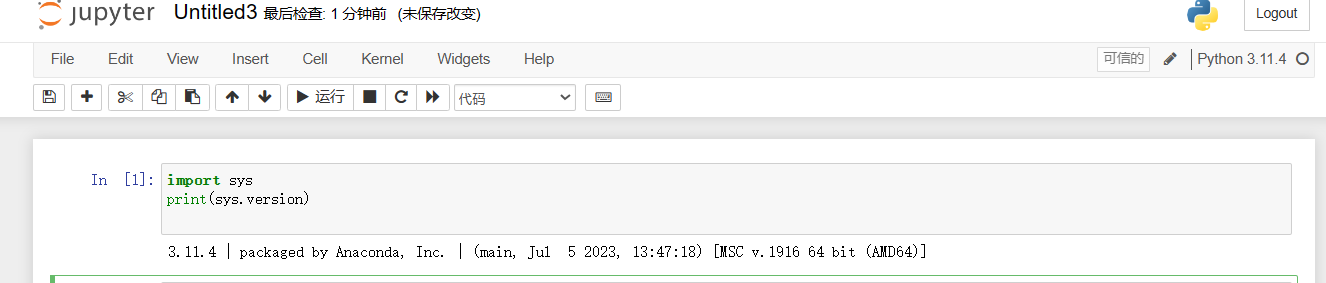 jupyter Untitled3 最后检查: 1 分钟前 (未保存改变) Logout
File Edit View Insert Cell Kernel Widgets Help 可信的 Python 3.11.4
运行 代码
In [1]: import sys
print(sys.version)
3.11.4 | packaged by Anaconda, Inc. | (main, Jul  5 2023, 13:47:18) [MSC v.1916 64 bit (AMD64)]